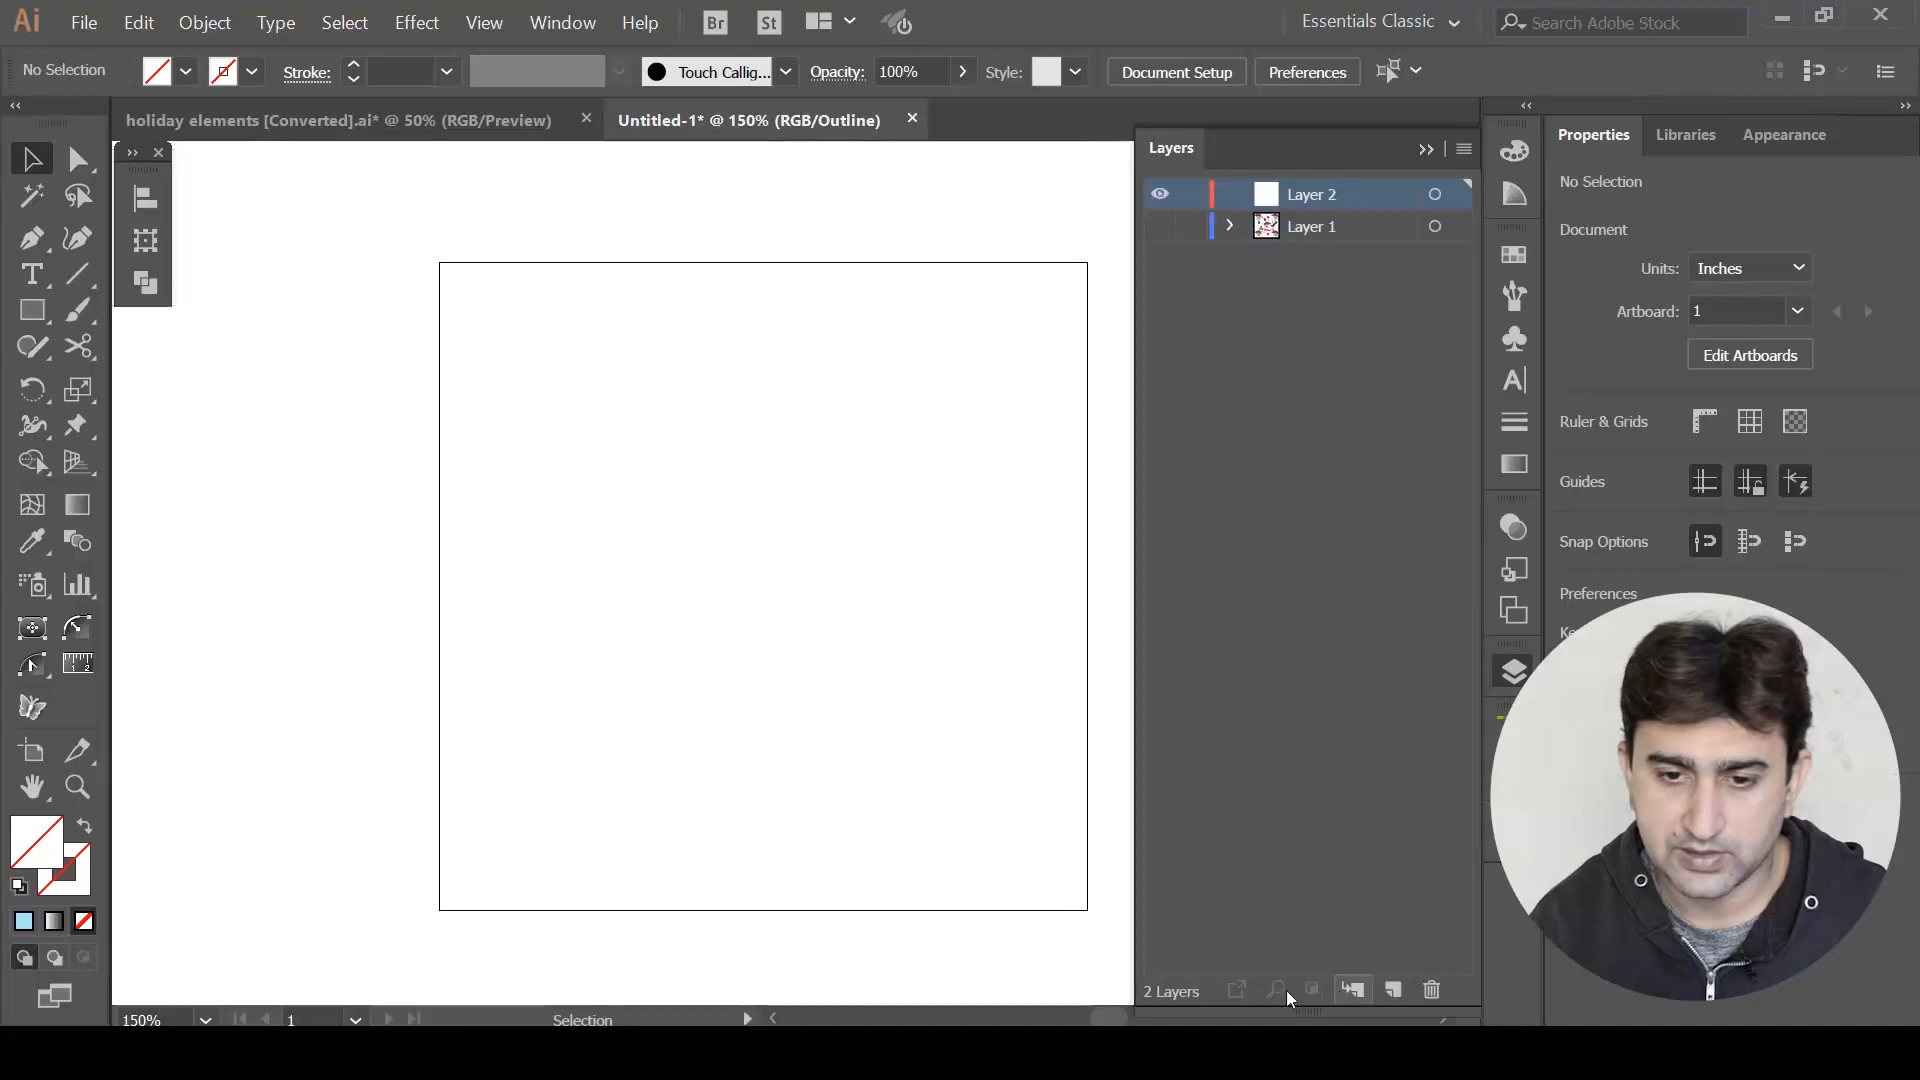 Ai File Edit Object Type Select Effect View Window Help Br St Essentials Classic Search Adobe Stock
No Selection Stroke: Touch Callig... Opacity: 100% Style: Document Setup Preferences
holiday elements [Converted].ai* @ 50% (RGB/Preview) Untitled-1* @ 150% (RGB/Outline)
Layers
Layer 2
Layer 1
2 Layers
Properties Libraries Appearance
No Selection
Document
Units: Inches
Artboard: 1
Edit Artboards
Ruler & Grids
Guides
Snap Options
Preferences
150% 1 Selection